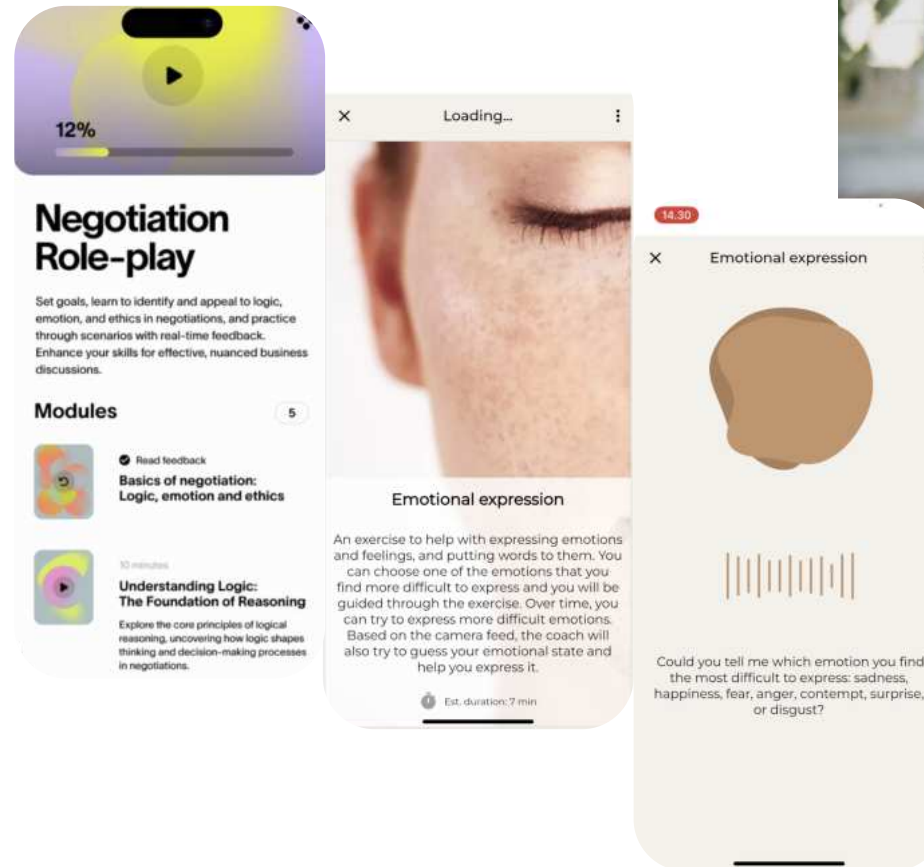 12%
Negotiation
Role-play
Set goals, learn to identify and appeal to logic,
emotion, and ethics in negotiations, and practice
through scenarios with real-time feedback.
Enhance your skills for effective, nuanced business
discussions.
Modules
5
Read feedback
Basics of negotiation:
Logic, emotion and ethics
10 minutes
Understanding Logic:
The Foundation of Reasoning
Explore the core principles of logical
reasoning, uncovering how logic shapes
thinking and decision-making processes
in negotiations.
Loading...
Emotional expression
An exercise to help with expressing emotions
and feelings, and putting words to them. You
can choose one of the emotions that you
find more difficult to express and you will be
guided through the exercise. Over time, you
can try to express more difficult emotions.
Based on the camera feed, the coach will
also try to guess your emotional state and
help you express it.
Est. duration: 7 min
14.30
Emotional expression
Could you tell me which emotion you find
the most difficult to express: sadness,
happiness, fear, anger, contempt, surprise,
or disgust?